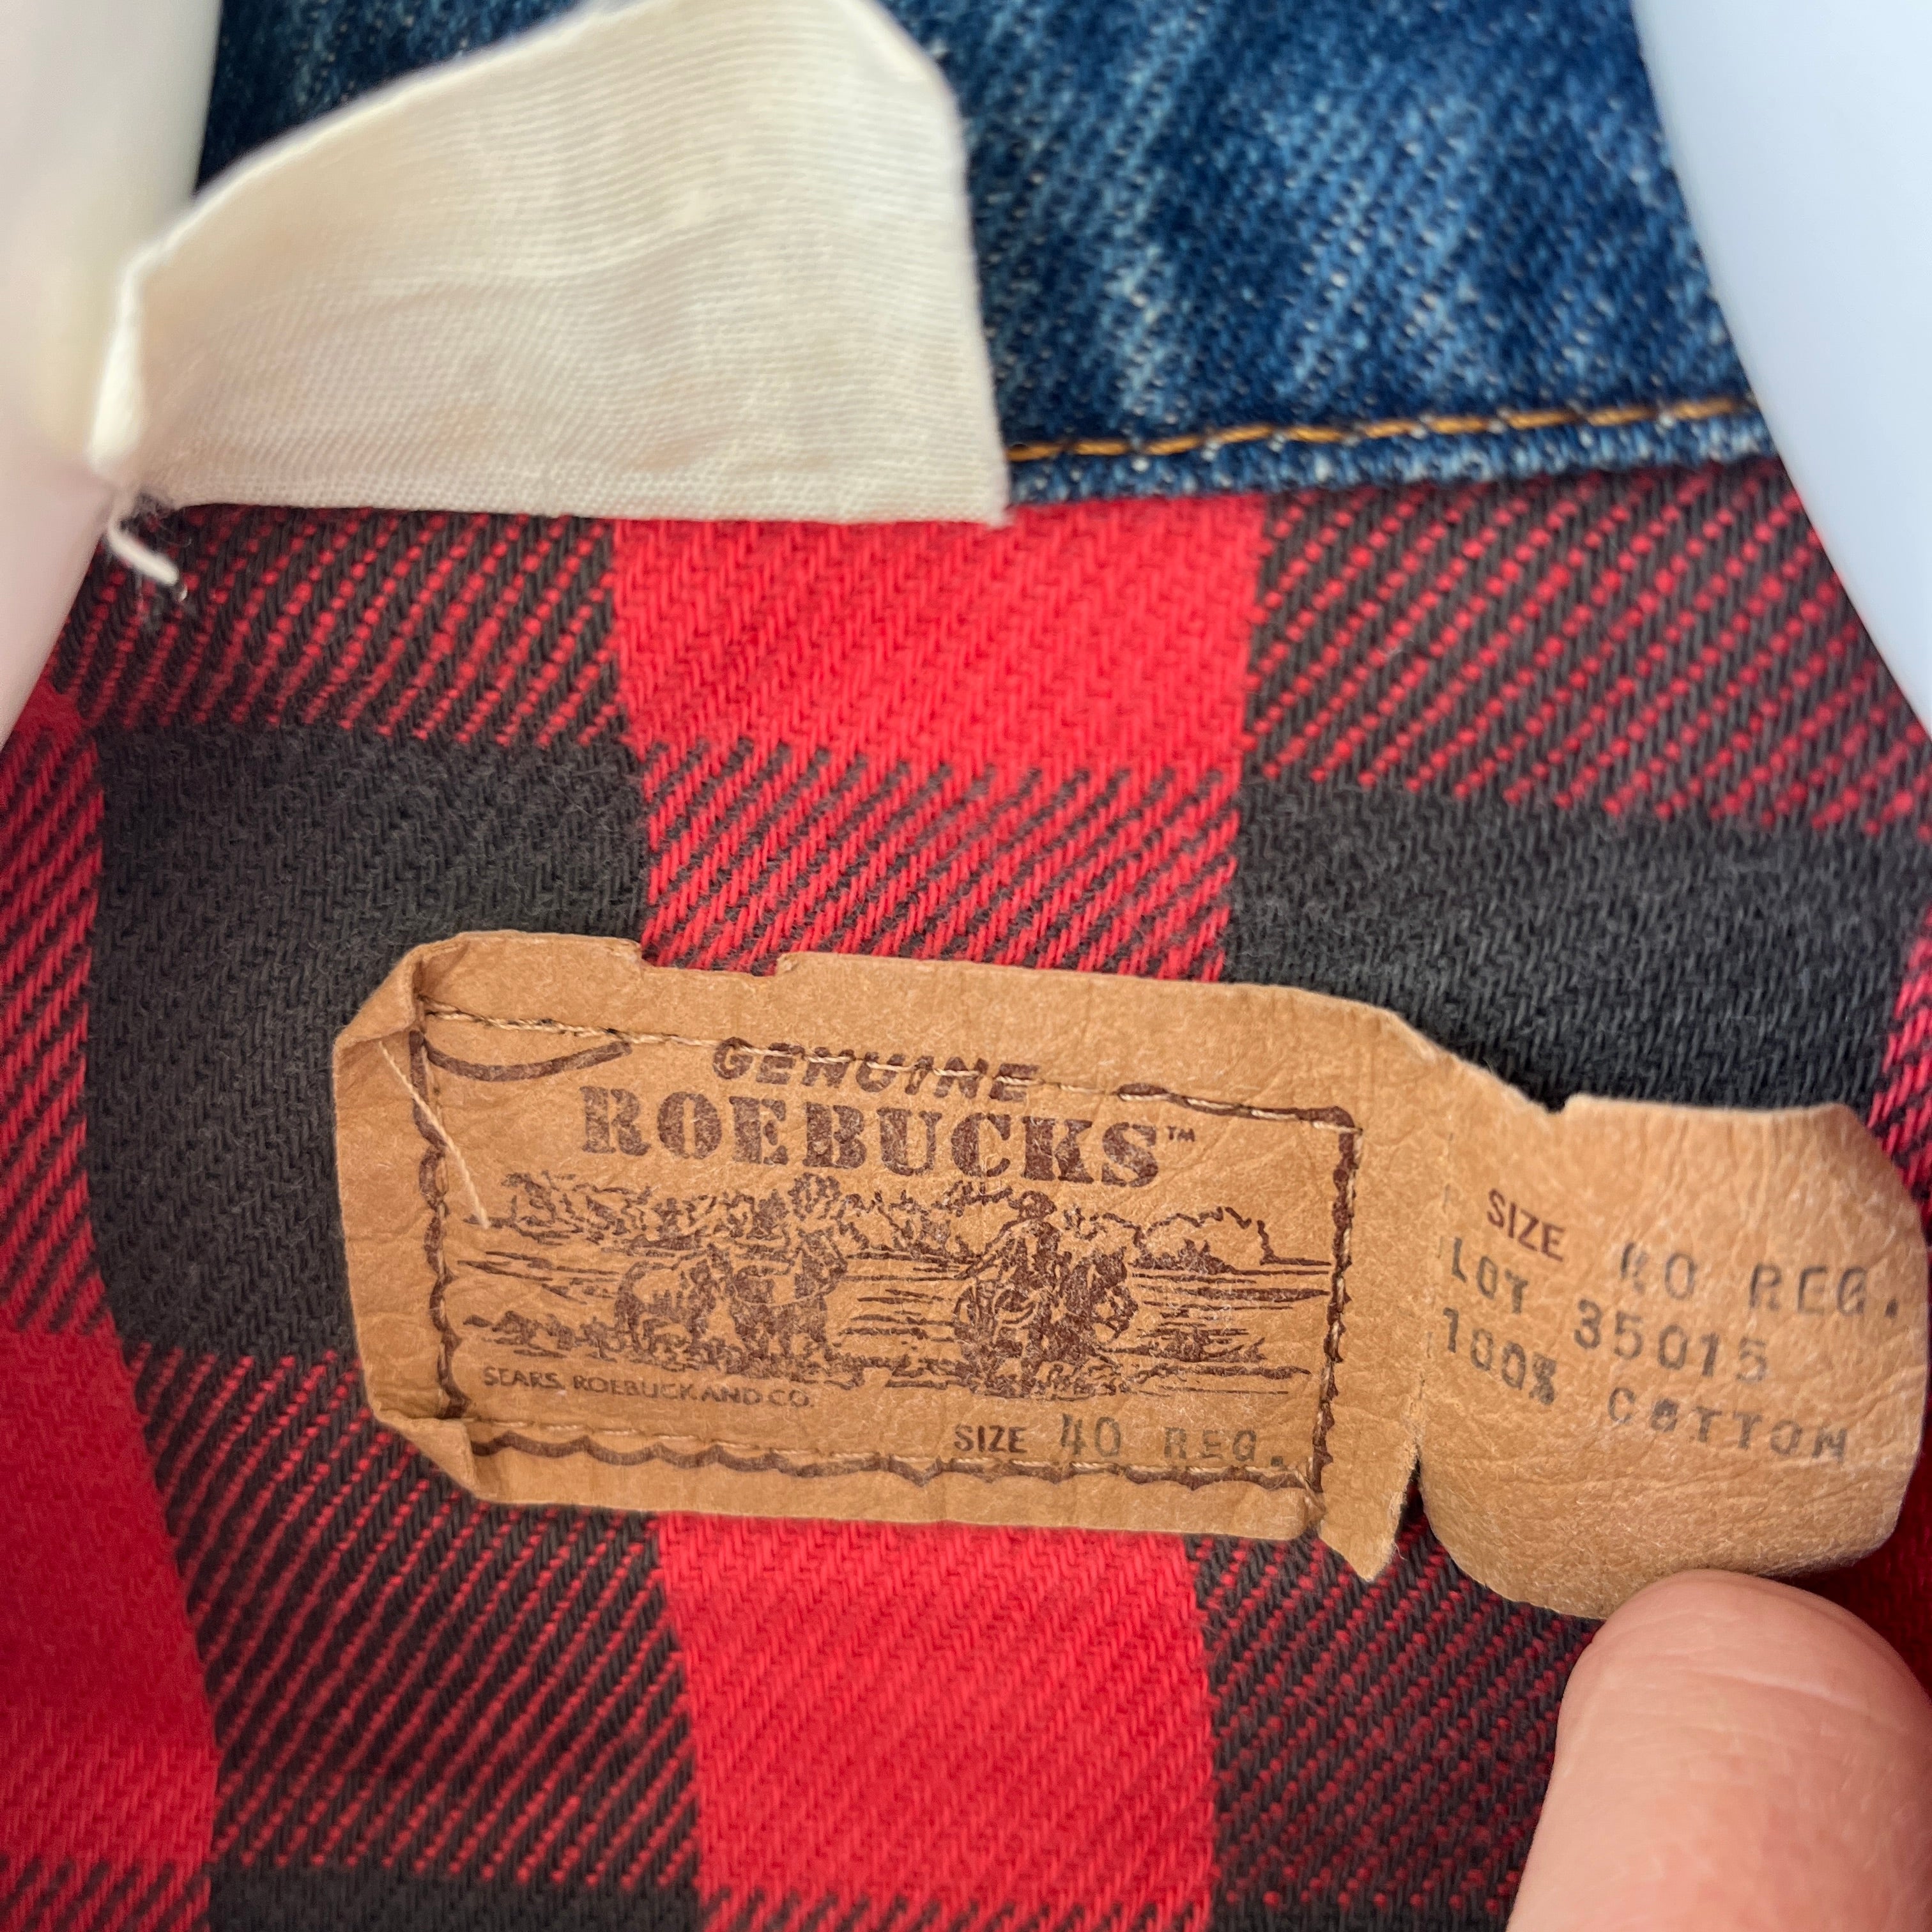 GENUINE
ROEBUCKS™
SEARS, ROEBUCK AND CO.
SIZE 40 REG.
SIZE 40 REG.
LOT 35015
100% COTTON